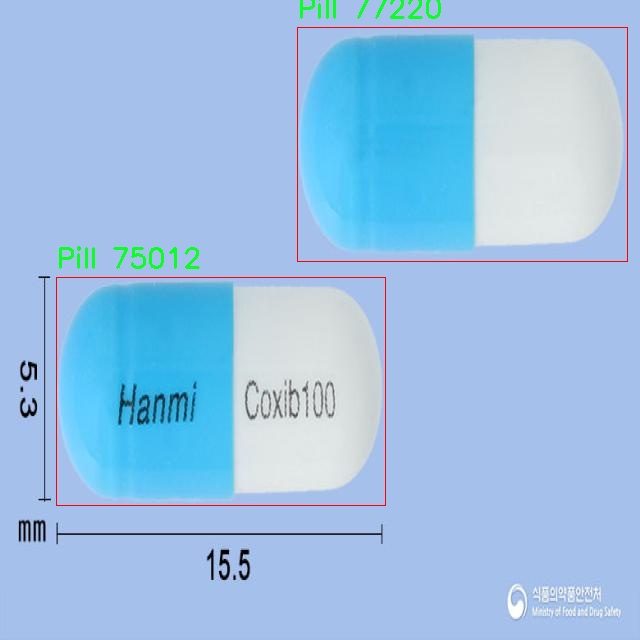 Pill 77220
Pill 75012
Hanmi Coxib100
5.3
mm
15.5
식품의약품안전처
Ministry of Food and Drug Safety